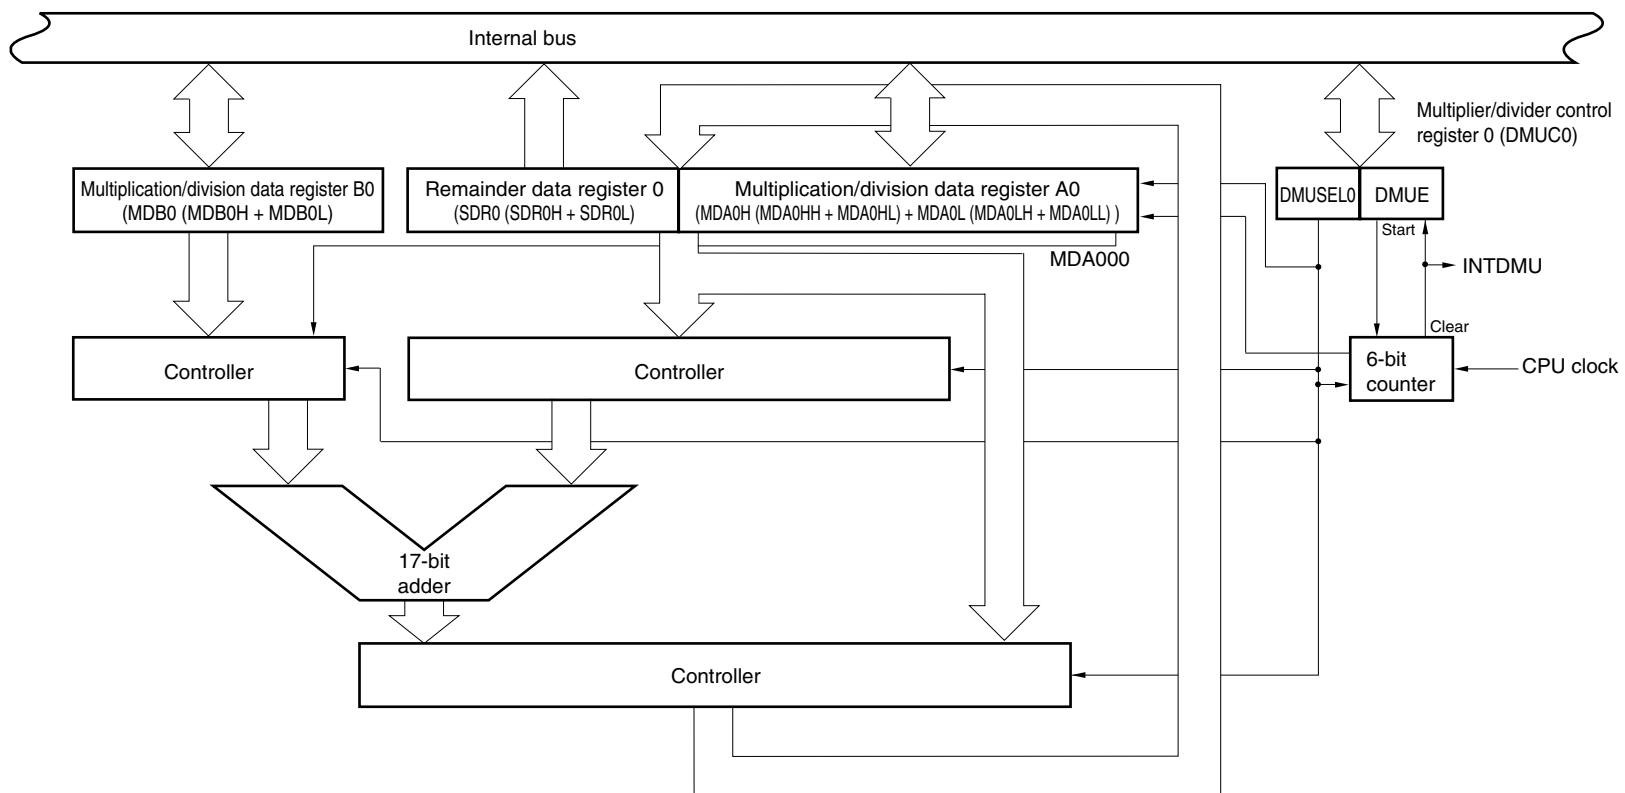 Internal bus
Multiplier/divider control
register 0 (DMUC0)
Multiplication/division data register B0
(MDB0 (MDB0H + MDB0L)
Remainder data register 0
(SDR0 (SDR0H + SDR0L)
Multiplication/division data register A0
(MDA0H (MDA0HH + MDA0HL) + MDA0L (MDA0LH + MDA0LL) )
DMUSEL0
DMUE
Start
MDA000
INTDMU
Clear
Controller
Controller
6-bit
counter
CPU clock
17-bit
adder
Controller